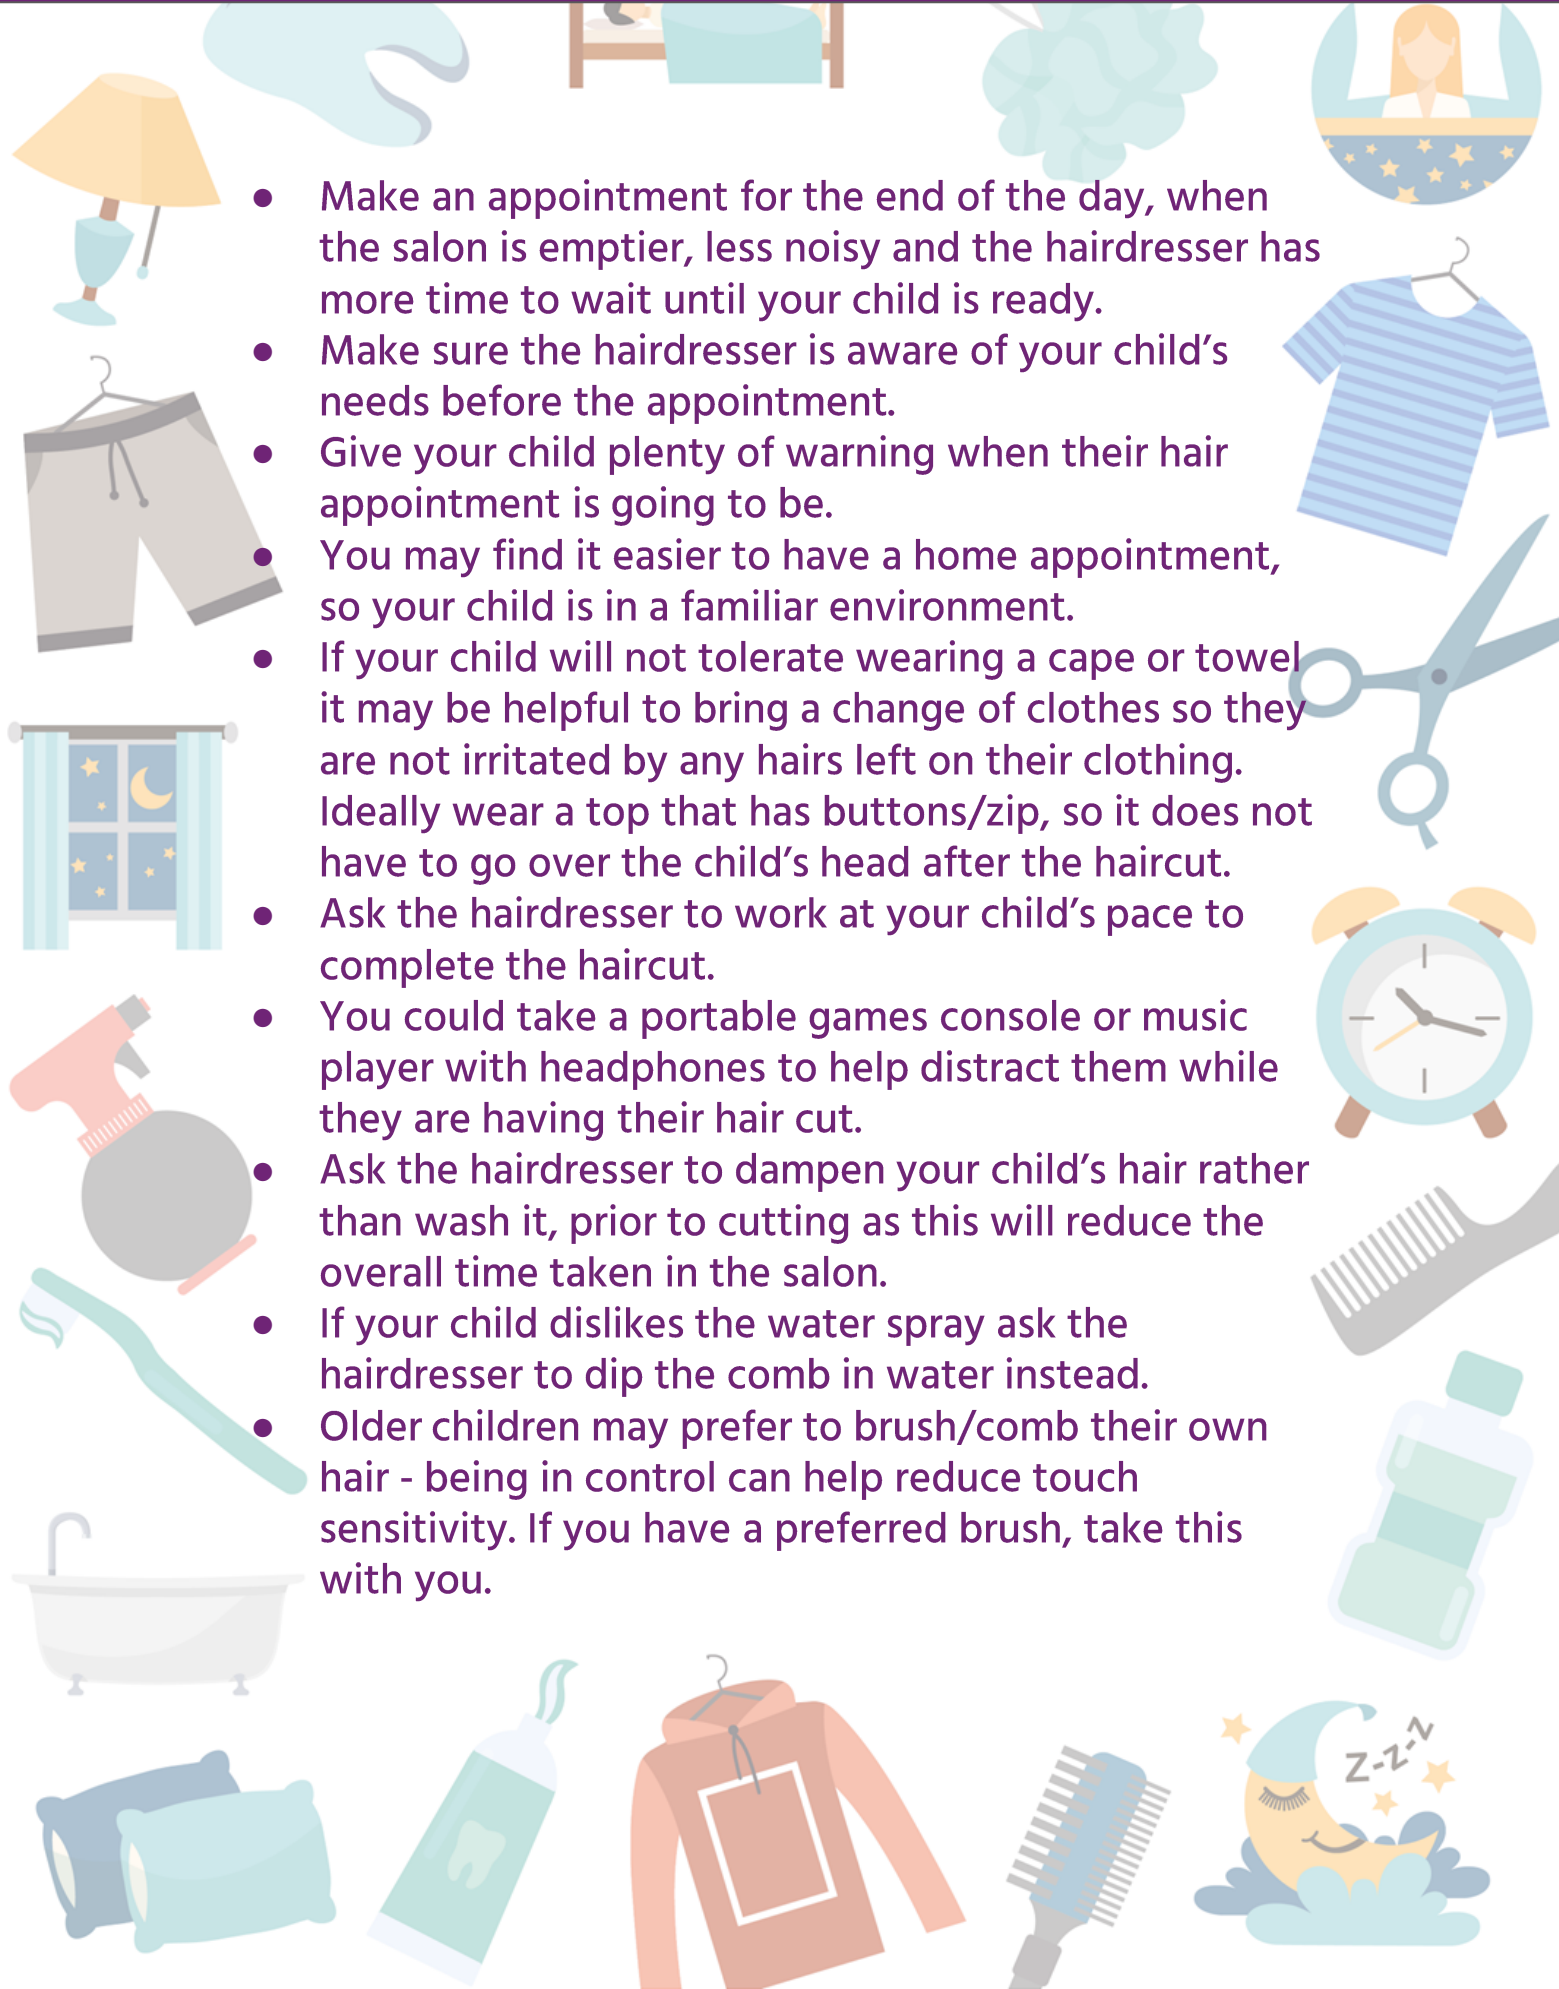 • Make an appointment for the end of the day, when
the salon is emptier, less noisy and the hairdresser has
more time to wait until your child is ready.
• Make sure the hairdresser is aware of your child’s
needs before the appointment.
• Give your child plenty of warning when their hair
appointment is going to be.
• You may find it easier to have a home appointment,
so your child is in a familiar environment.
• If your child will not tolerate wearing a cape or towel
it may be helpful to bring a change of clothes so they
are not irritated by any hairs left on their clothing.
Ideally wear a top that has buttons/zip, so it does not
have to go over the child’s head after the haircut.
• Ask the hairdresser to work at your child’s pace to
complete the haircut.
• You could take a portable games console or music
player with headphones to help distract them while
they are having their hair cut.
• Ask the hairdresser to dampen your child’s hair rather
than wash it, prior to cutting as this will reduce the
overall time taken in the salon.
• If your child dislikes the water spray ask the
hairdresser to dip the comb in water instead.
• Older children may prefer to brush/comb their own
hair - being in control can help reduce touch
sensitivity. If you have a preferred brush, take this
with you.
Z-Z-Z